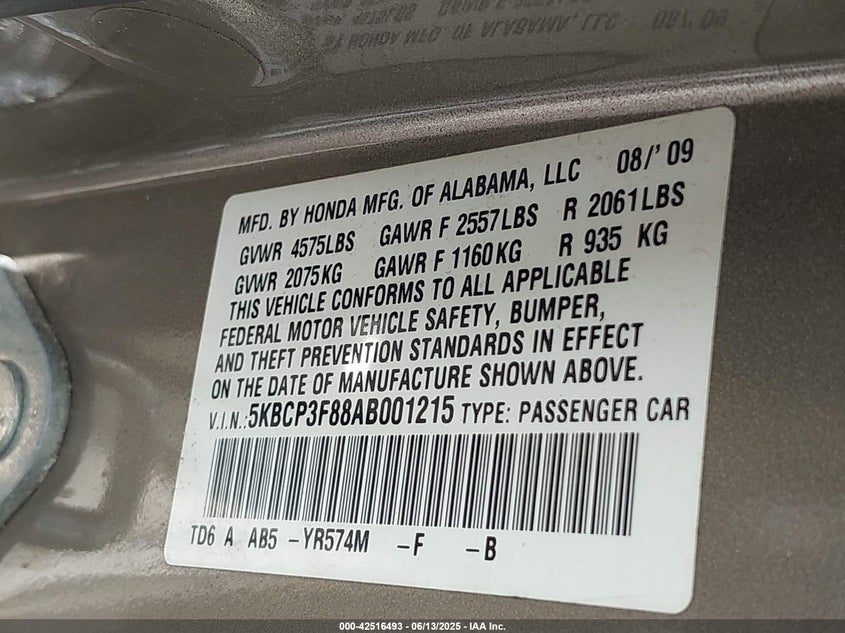 MFD. BY HONDA MFG. OF ALABAMA, LLC 08/'09
GVWR 4575LBS GAWR F 2557LBS R 2061LBS
GVWR 2075KG GAWR F 1160KG R 935 KG
THIS VEHICLE CONFORMS TO ALL APPLICABLE
FEDERAL MOTOR VEHICLE SAFETY, BUMPER,
AND THEFT PREVENTION STANDARDS IN EFFECT
ON THE DATE OF MANUFACTURE SHOWN ABOVE.
V.I.N.:5KBCP3F88AB001215 TYPE: PASSENGER CAR
TD6 A AB5 -YR574M -F -B
000-42516493 - 06/13/2025 - IAA Inc.